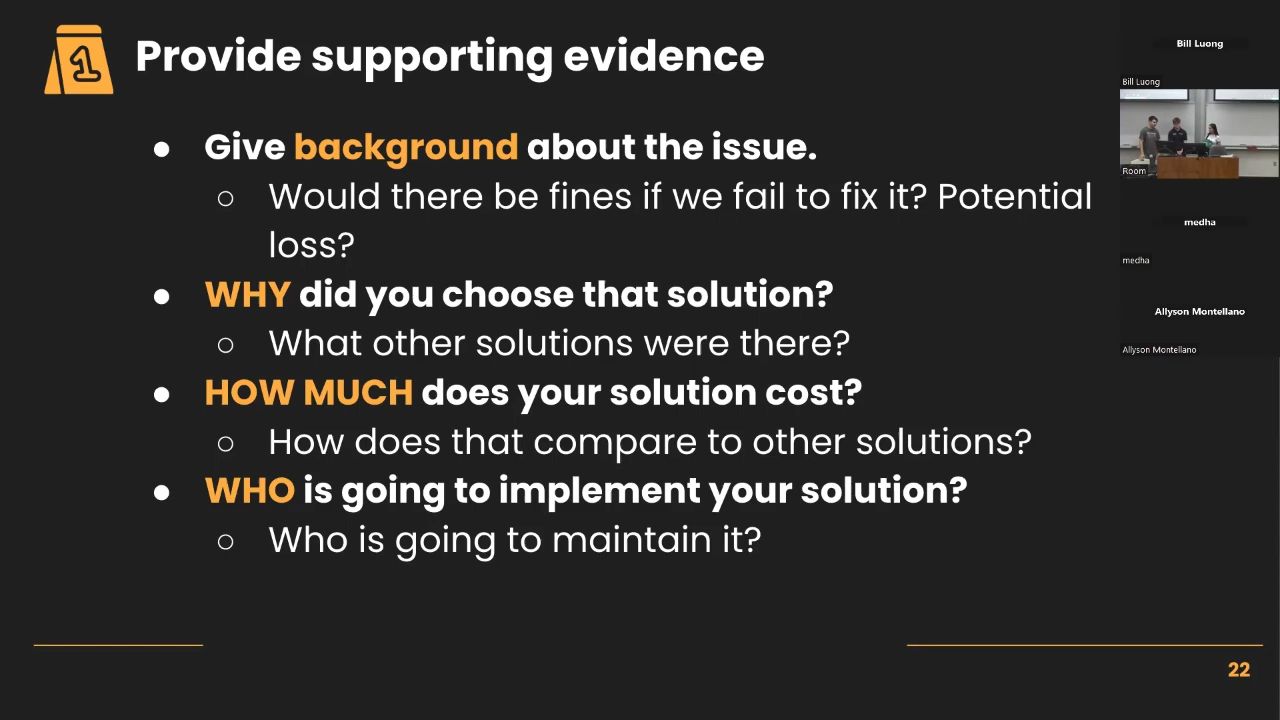 1
Provide supporting evidence
● Give background about the issue.
○ Would there be fines if we fail to fix it? Potential
loss?
● WHY did you choose that solution?
○ What other solutions were there?
● HOW MUCH does your solution cost?
○ How does that compare to other solutions?
● WHO is going to implement your solution?
○ Who is going to maintain it?
22
Bill Luong
Bill Luong
Room
medha
medha
Allyson Montellano
Allyson Montellano